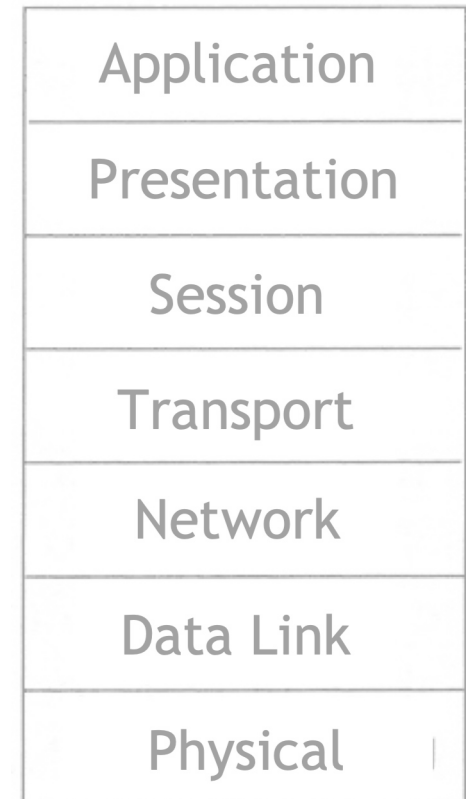 Application
Presentation
Session
Transport
Network
Data Link
Physical